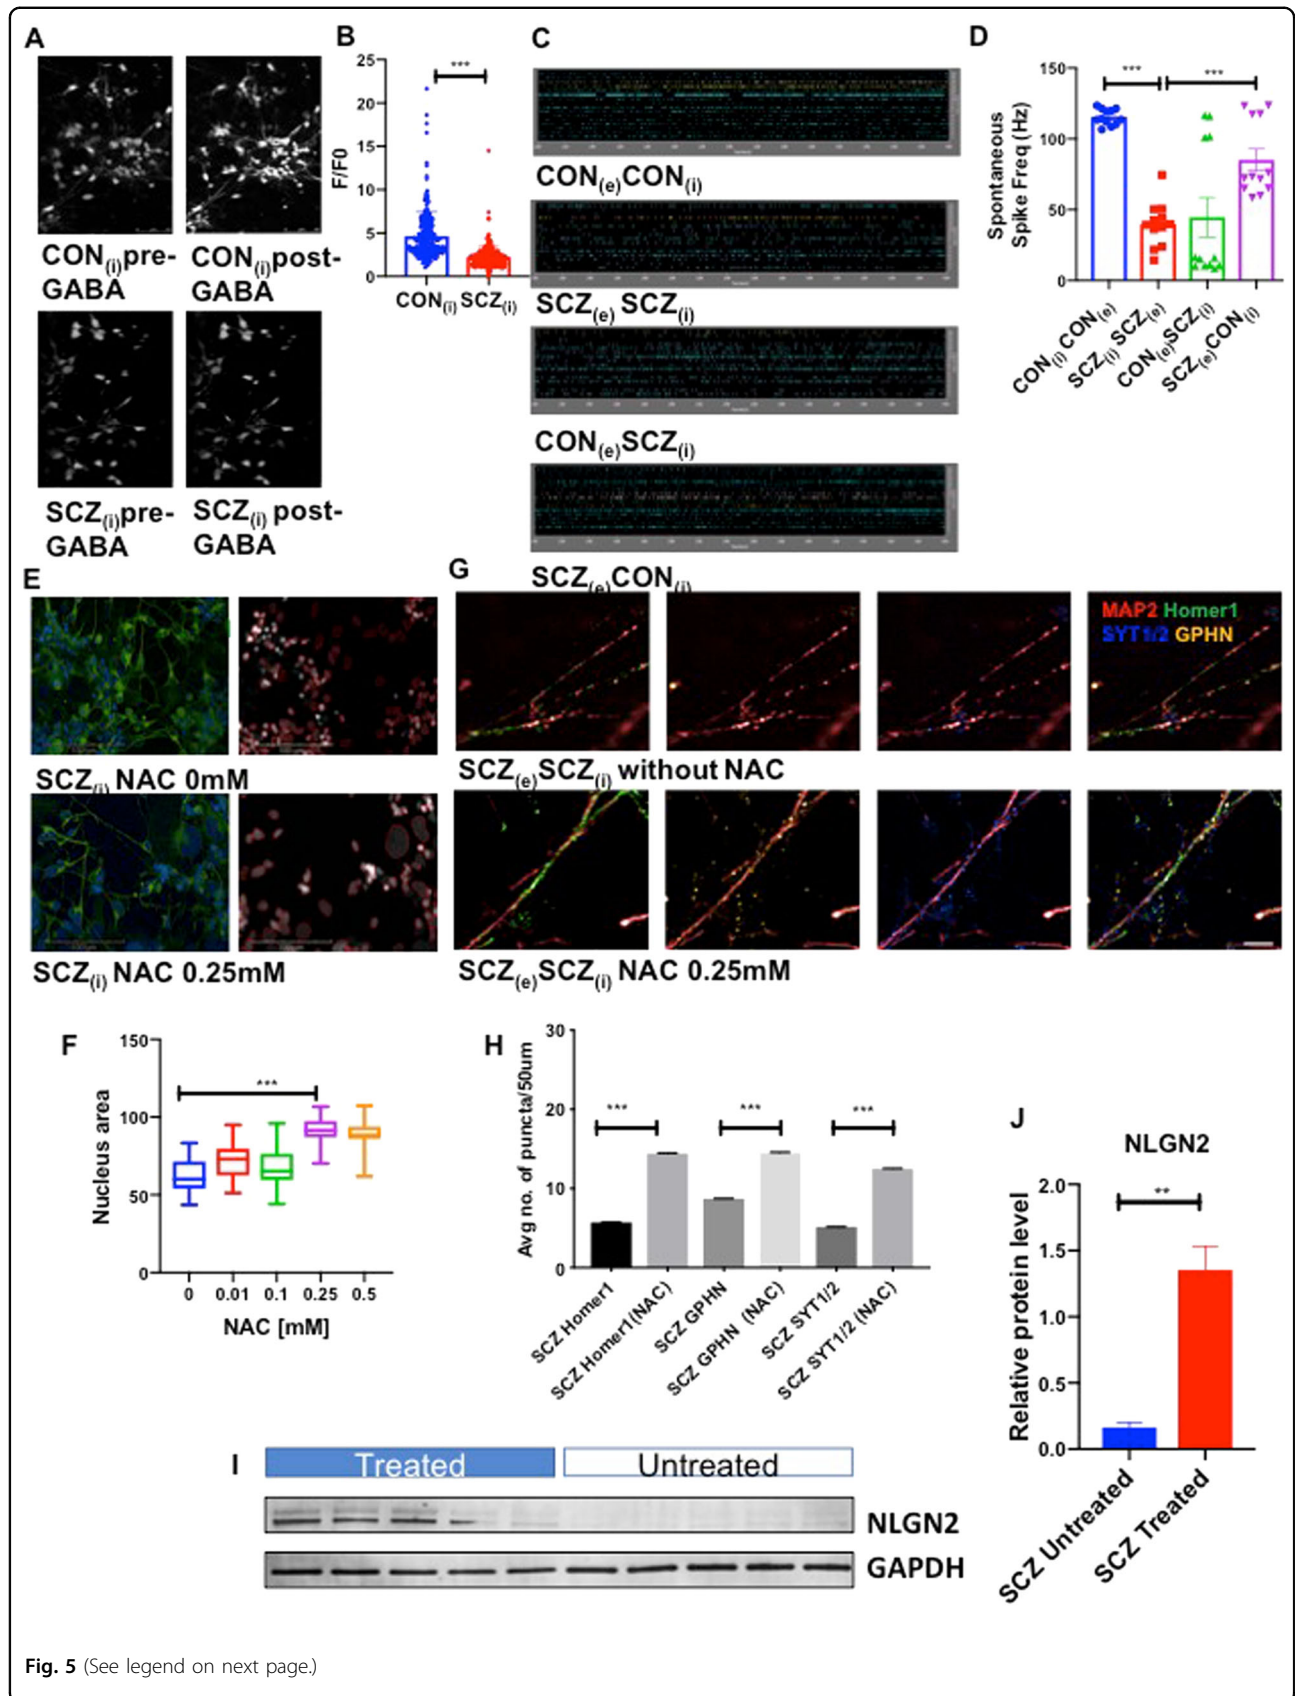 A
CON(i)pre-
GABA
CON(i)post-
GABA
SCZ(i)pre-
GABA
SCZ(i) post-
GABA
B
F/F0
25
20
15
10
5
0
***
CON(i) SCZ(i)
C
CON(e)CON(i)
SCZ(e) SCZ(i)
CON(e)SCZ(i)
SCZ(e)CON(i)
D
Spontaneous
Spike Freq (Hz)
150
100
50
0
*** ***
CON(i) CON(e)
SCZ(i) SCZ(e)
CON(e)SCZ(i)
SCZ(e)CON(i)
E
SCZ(i) NAC 0mM
SCZ(i) NAC 0.25mM
G
MAP2 Homer1
SYT1/2 GPHN
SCZ(e)SCZ(i) without NAC
SCZ(e)SCZ(i) NAC 0.25mM
F
Nucleus area
150
100
50
0
***
0 0.01 0.1 0.25 0.5
NAC [mM]
H
Avg no. of puncta/50um
30
20
10
0
*** *** ***
SCZ Homer1
SCZ Homer1(NAC)
SCZ GPHN
SCZ GPHN (NAC)
SCZ SYT1/2
SCZ SYT1/2 (NAC)
I
Treated Untreated
NLGN2
GAPDH
J
NLGN2
Relative protein level
2.0
1.5
1.0
0.5
0.0
**
SCZ Untreated
SCZ Treated
Fig. 5 (See legend on next page.)